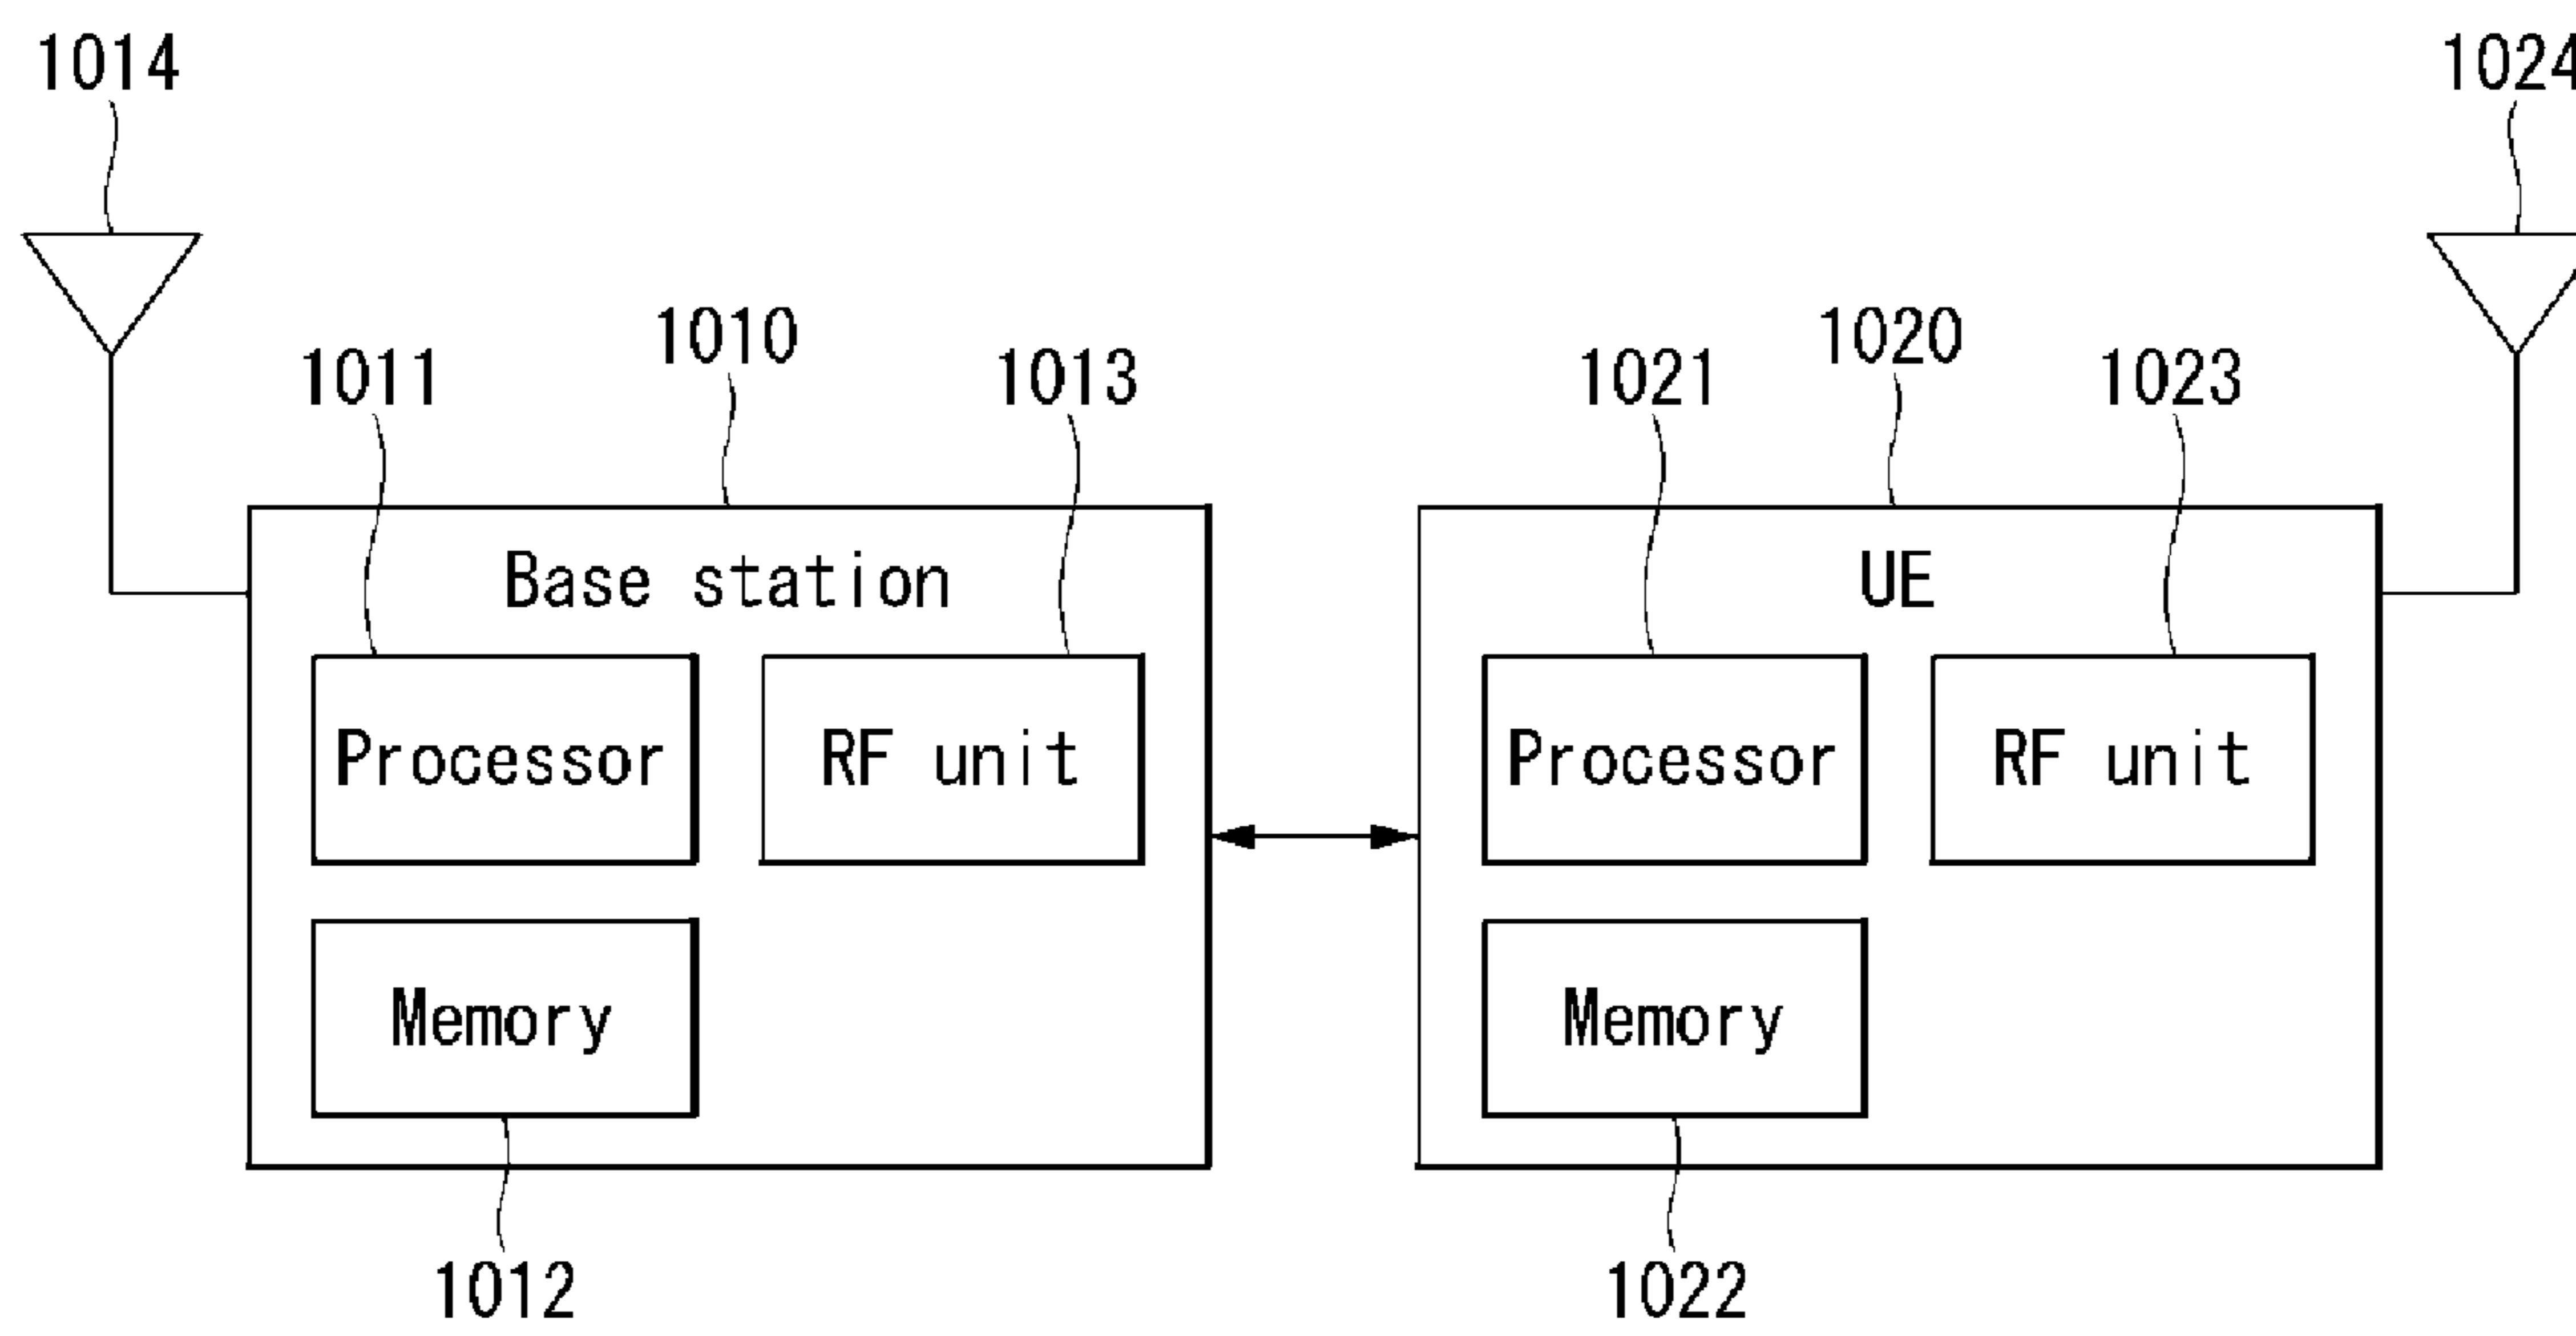 1014
1024
1010
1020
1011
1013
1021
1023
Base station
UE
Processor
RF unit
Processor
RF unit
Memory
Memory
1012
1022